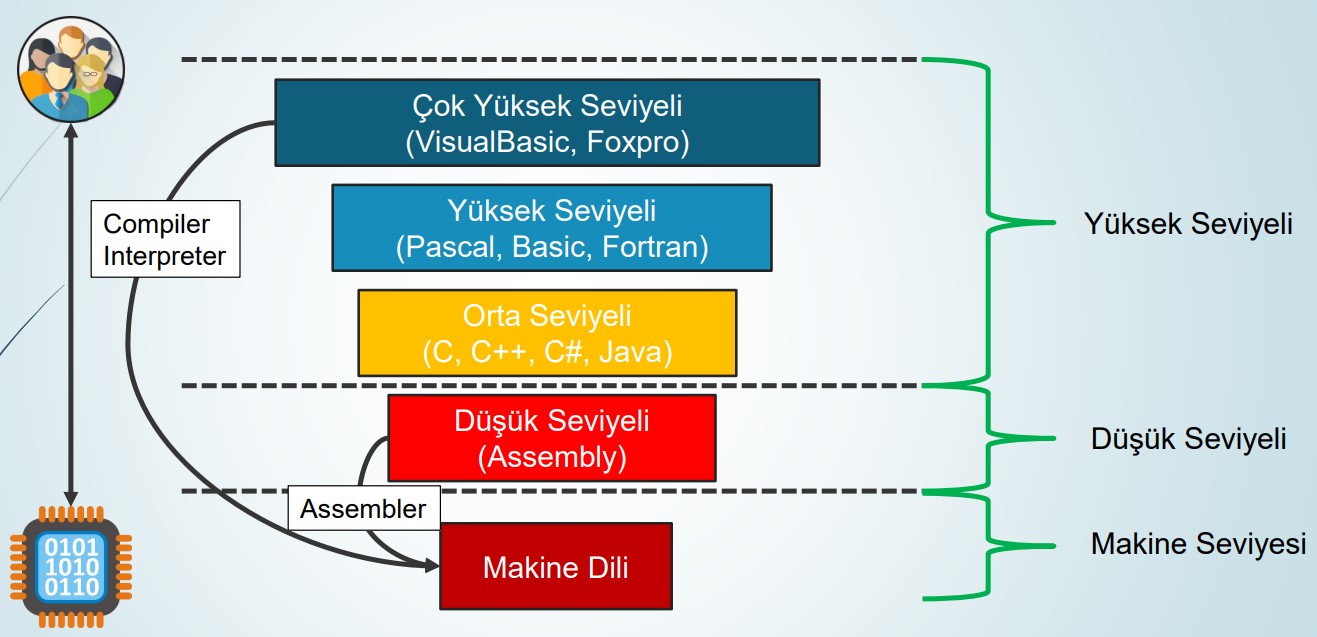 Çok Yüksek Seviyeli
(VisualBasic, Foxpro)
Compiler
Interpreter
Yüksek Seviyeli
(Pascal, Basic, Fortran)
Yüksek Seviyeli
Orta Seviyeli
(C, C++, C#, Java)
Düşük Seviyeli
(Assembly)
Düşük Seviyeli
Assembler
Makine Dili
Makine Seviyesi
0101
1010
0110